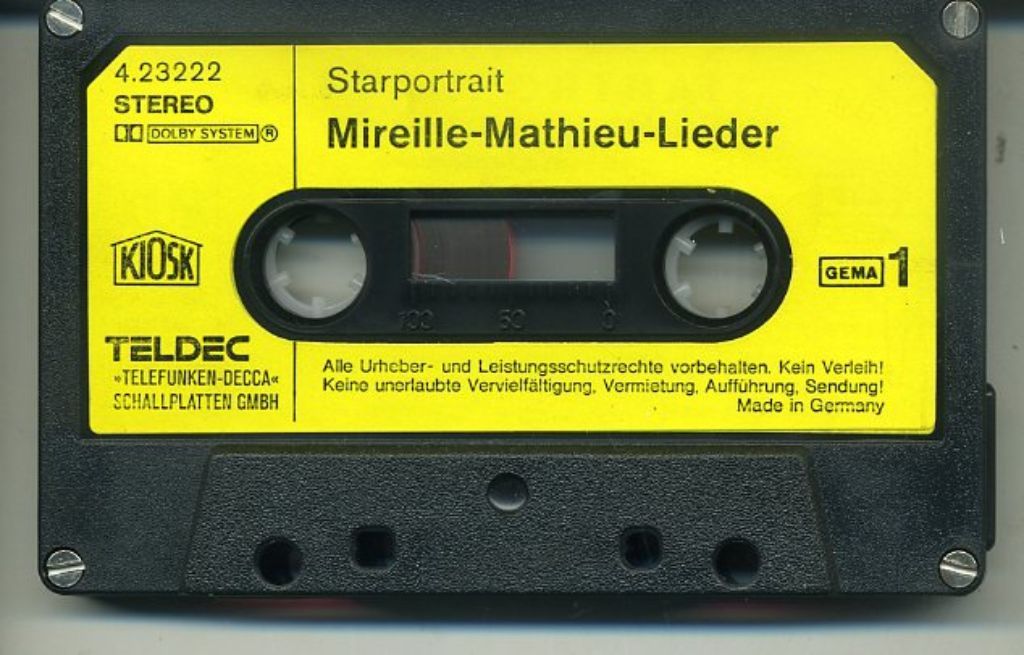 4.23222
STEREO
DOLBY SYSTEM®
Starportrait
Mireille-Mathieu-Lieder
KIOSK
GEMA 1
100 50 0
TELDEC
»TELEFUNKEN-DECCA«
SCHALLPLATTEN GMBH
Alle Urheber- und Leistungsschutzrechte vorbehalten. Kein Verleih!
Keine unerlaubte Vervielfältigung, Vermietung, Aufführung, Sendung!
Made in Germany